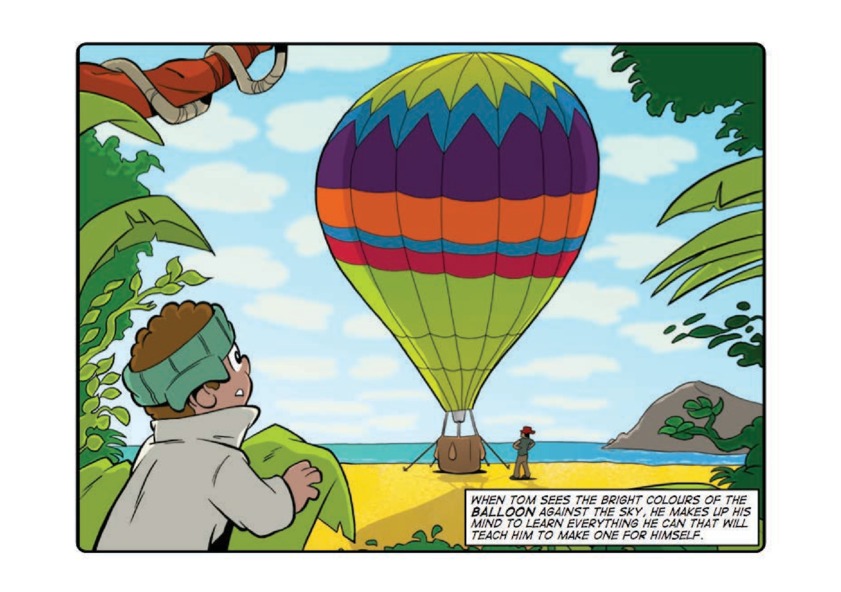 WHEN TOM SEES THE BRIGHT COLOURS OF THE
BALLOON AGAINST THE SKY, HE MAKES UP HIS
MIND TO LEARN EVERYTHING HE CAN THAT WILL
TEACH HIM TO MAKE ONE FOR HIMSELF.